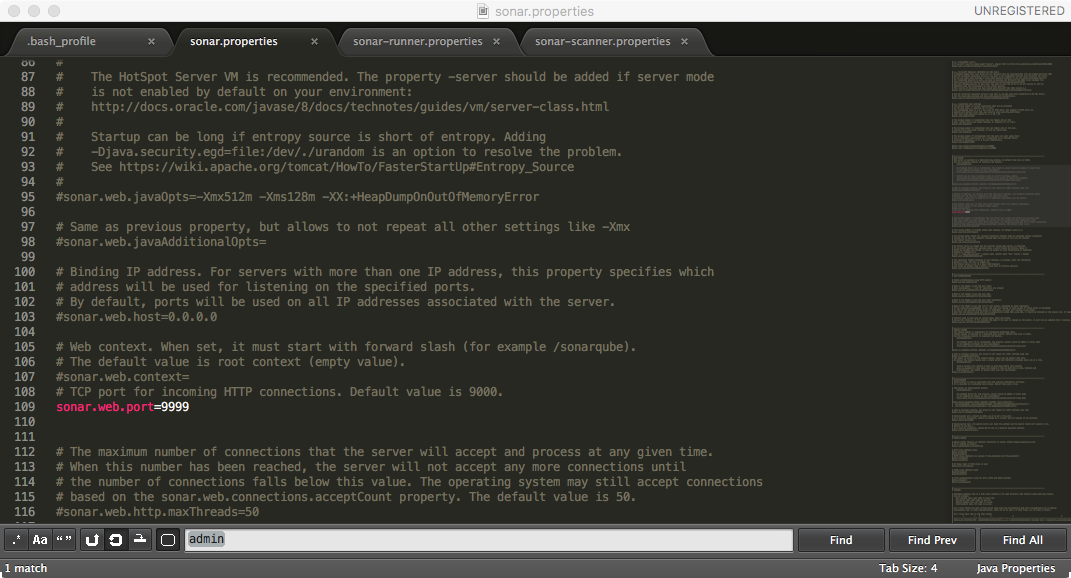 sonar.properties
UNREGISTERED
.bash_profile ×
sonar.properties ×
sonar-runner.properties ×
sonar-scanner.properties ×
86 #
87 # The HotSpot Server VM is recommended. The property -server should be added if server mode
88 # is not enabled by default on your environment:
89 # http://docs.oracle.com/javase/8/docs/technotes/guides/vm/server-class.html
90 #
91 # Startup can be long if entropy source is short of entropy. Adding
92 # -Djava.security.egd=file:/dev/./urandom is an option to resolve the problem.
93 # See https://wiki.apache.org/tomcat/HowTo/FasterStartUp#Entropy_Source
94 #
95 #sonar.web.javaOpts=-Xmx512m -Xms128m -XX:+HeapDumpOnOutOfMemoryError
96
97 # Same as previous property, but allows to not repeat all other settings like -Xmx
98 #sonar.web.javaAdditionalOpts=
99
100 # Binding IP address. For servers with more than one IP address, this property specifies which
101 # address will be used for listening on the specified ports.
102 # By default, ports will be used on all IP addresses associated with the server.
103 #sonar.web.host=0.0.0.0
104
105 # Web context. When set, it must start with forward slash (for example /sonarqube).
106 # The default value is root context (empty value).
107 #sonar.web.context=
108 # TCP port for incoming HTTP connections. Default value is 9000.
109 sonar.web.port=9999
110
111
112 # The maximum number of connections that the server will accept and process at any given time.
113 # When this number has been reached, the server will not accept any more connections until
114 # the number of connections falls below this value. The operating system may still accept connections
115 # based on the sonar.web.connections.acceptCount property. The default value is 50.
116 #sonar.web.http.maxThreads=50
117
.* Aa “” admin Find Find Prev Find All
1 match Tab Size: 4 Java Properties